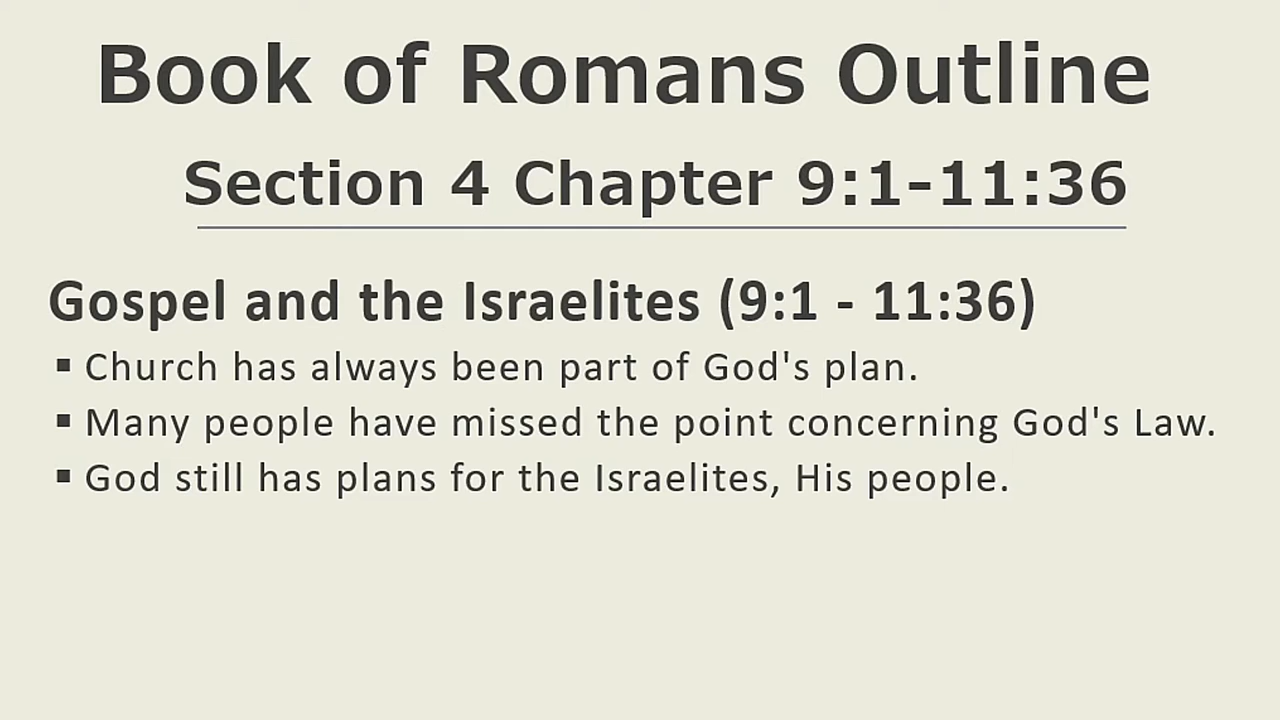 Book of Romans Outline
Section 4 Chapter 9:1-11:36
Gospel and the Israelites (9:1 - 11:36)
▪ Church has always been part of God's plan.
▪ Many people have missed the point concerning God's Law.
▪ God still has plans for the Israelites, His people.